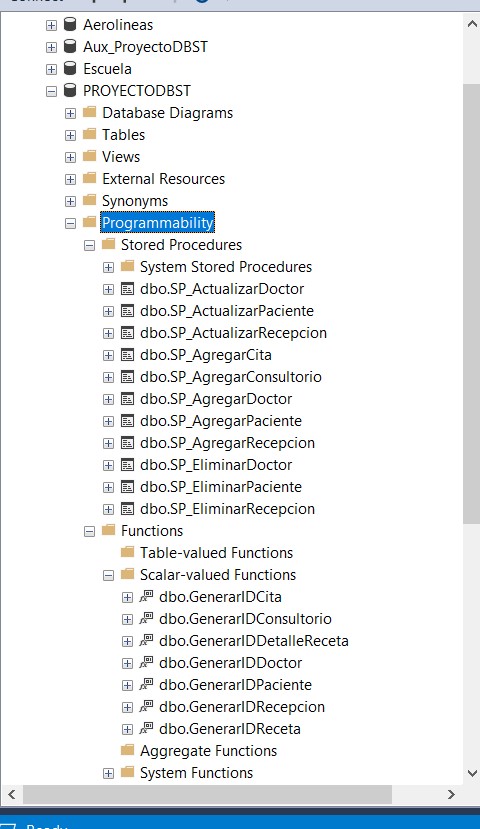 Aerolineas
Aux_ProyectoDBST
Escuela
PROYECTODBST
Database Diagrams
Tables
Views
External Resources
Synonyms
Programmability
Stored Procedures
System Stored Procedures
dbo.SP_ActualizarDoctor
dbo.SP_ActualizarPaciente
dbo.SP_ActualizarRecepcion
dbo.SP_AgregarCita
dbo.SP_AgregarConsultorio
dbo.SP_AgregarDoctor
dbo.SP_AgregarPaciente
dbo.SP_AgregarRecepcion
dbo.SP_EliminarDoctor
dbo.SP_EliminarPaciente
dbo.SP_EliminarRecepcion
Functions
Table-valued Functions
Scalar-valued Functions
dbo.GenerarIDCita
dbo.GenerarIDConsultorio
dbo.GenerarIDDetalleReceta
dbo.GenerarIDDoctor
dbo.GenerarIDPaciente
dbo.GenerarIDRecepcion
dbo.GenerarIDReceta
Aggregate Functions
System Functions
Ready